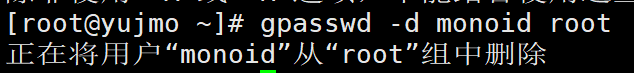 [root@yujmo ~]# gpasswd -d monoid root
正在将用户“monoid”从“root”组中删除